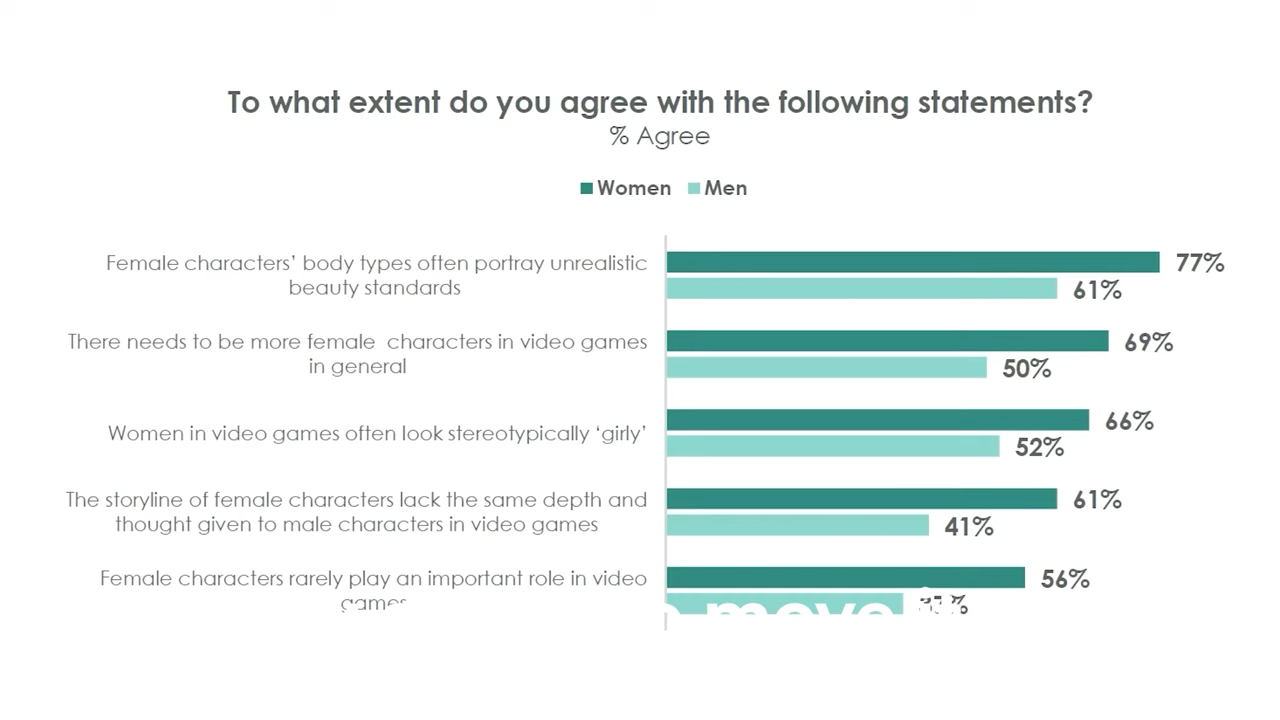 To what extent do you agree with the following statements?
% Agree
Women Men
Female characters' body types often portray unrealistic
beauty standards
77%
61%
There needs to be more female characters in video games
in general
69%
50%
Women in video games often look stereotypically ‘girly’
66%
52%
The storyline of female characters lack the same depth and
thought given to male characters in video games
61%
41%
Female characters rarely play an important role in video
games
56%
move